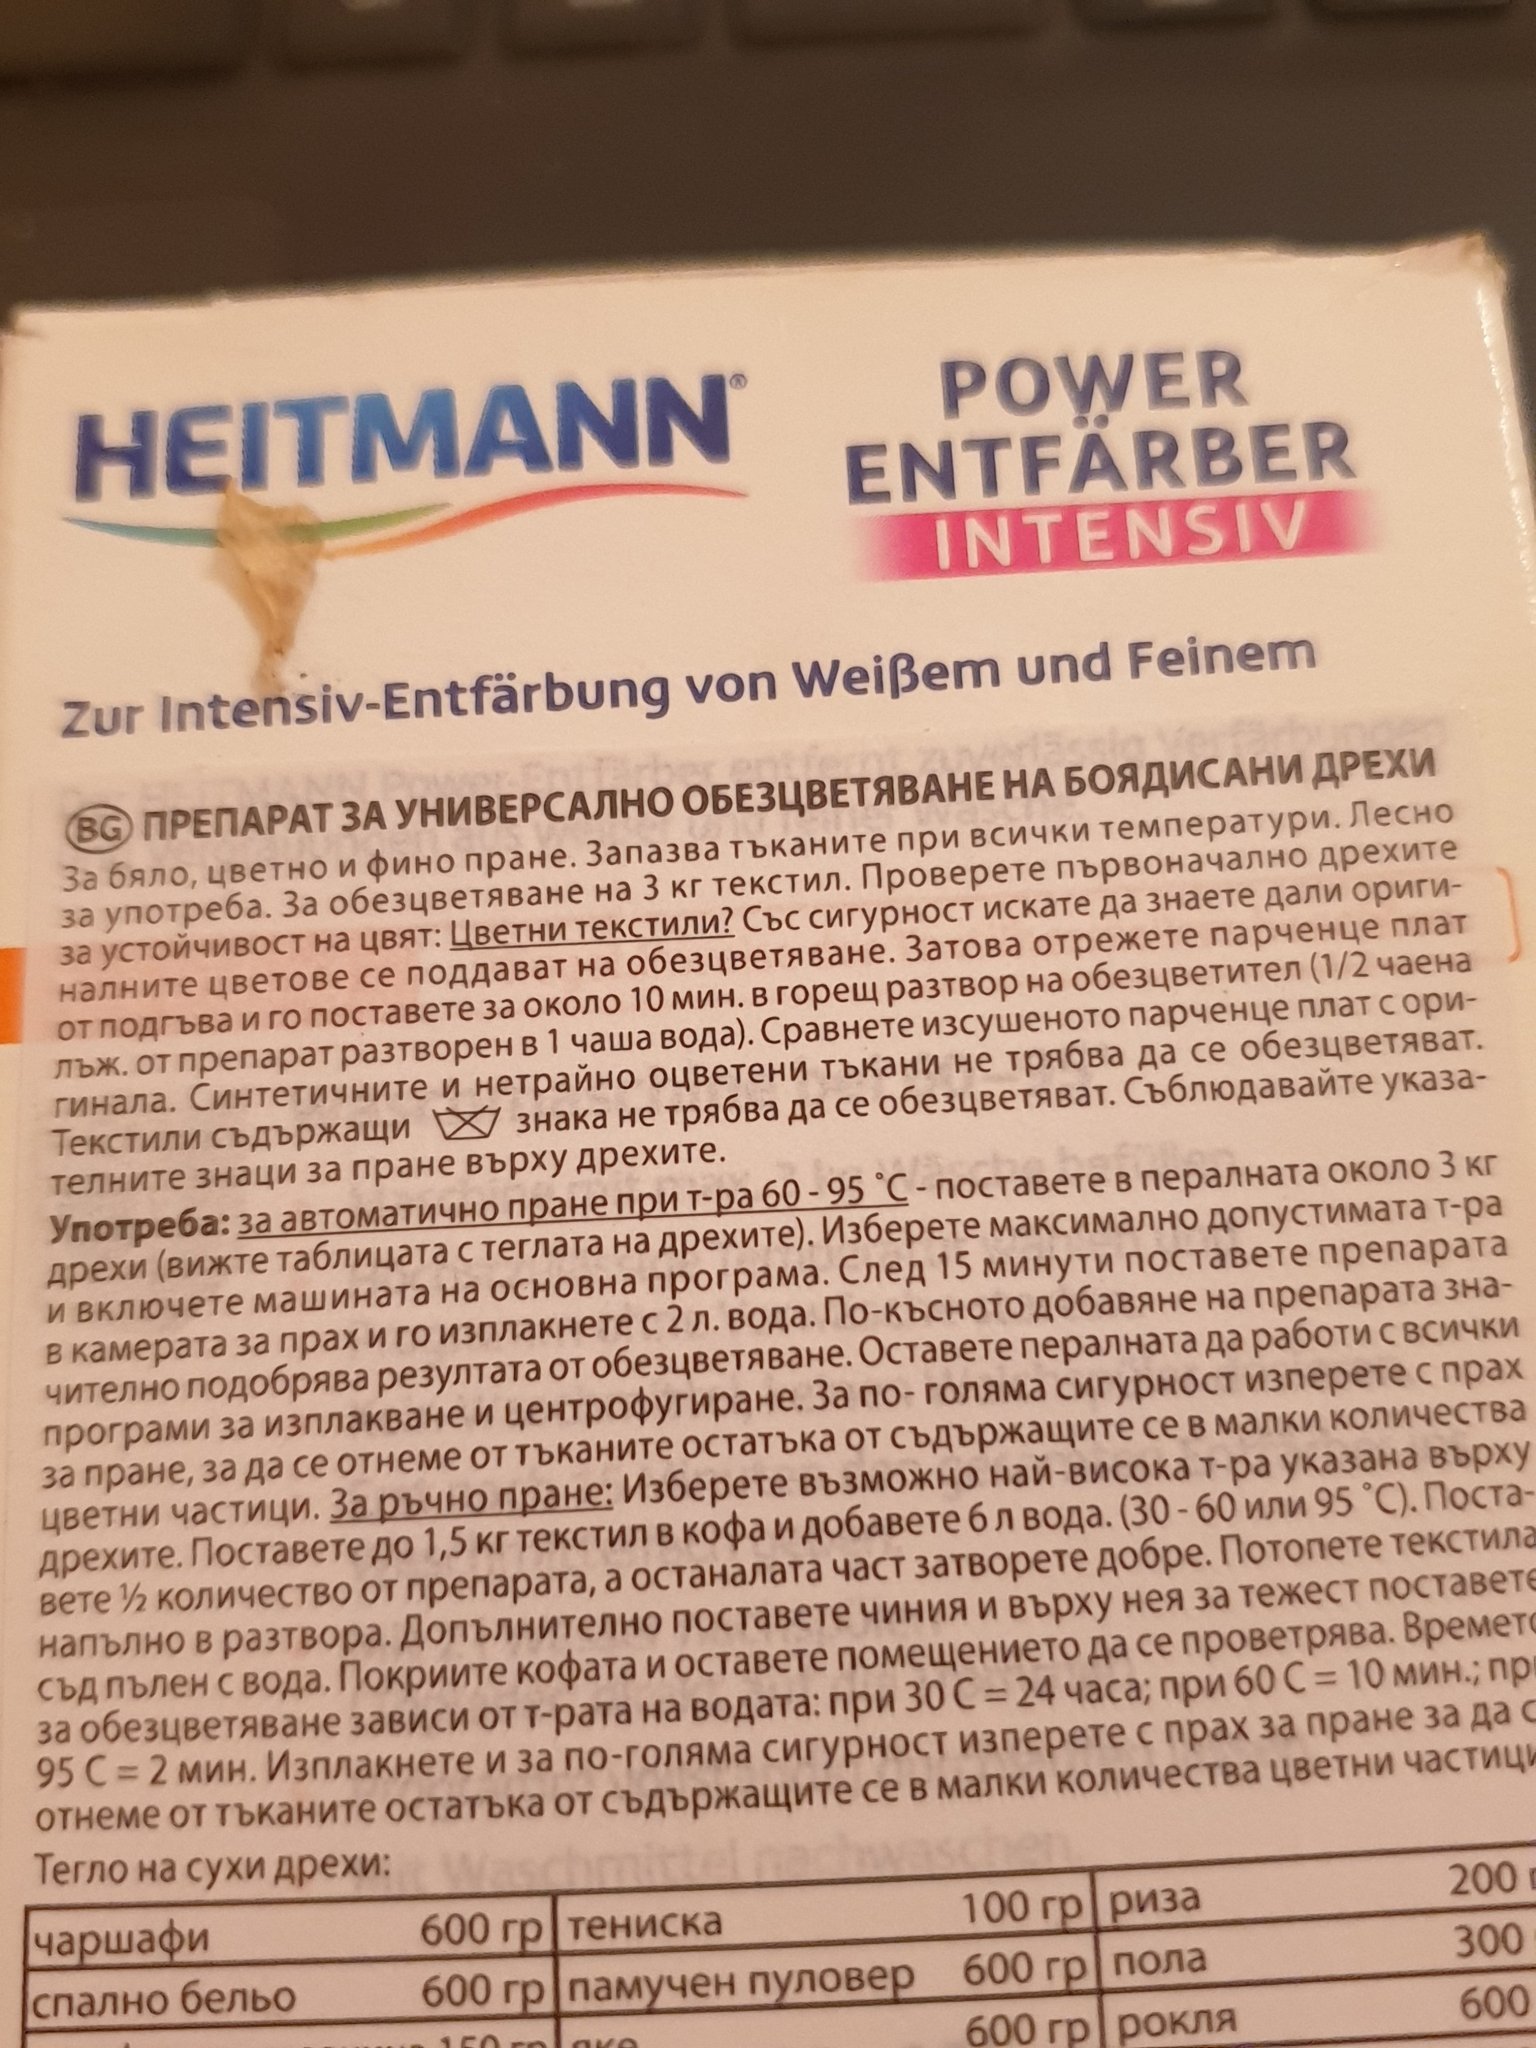 HEITMANN®
POWER
ENTFÄRBER
INTENSIV
Zur Intensiv-Entfärbung von Weißem und Feinem
BG ПРЕПАРАТ ЗА УНИВЕРСАЛНО ОБЕЗЦВЕТЯВАНЕ НА БОЯДИСАНИ ДРЕХИ
За бяло, цветно и фино пране. Запазва тъканите при всички температури. Лесно
за употреба. За обезцветяване на 3 кг текстил. Проверете първоначално дрехите
за устойчивост на цвят: Цветни текстили? Със сигурност искате да знаете дали ориги-
налните цветове се поддават на обезцветяване. Затова отрежете парченце плат
от подгъва и го поставете за около 10 мин. в горещ разтвор на обезцветител (1/2 чаена
лъж. от препарат разтворен в 1 чаша вода). Сравнете изсушеното парченце плат с ори-
гинала. Синтетичните и нетрайно оцветени тъкани не трябва да се обезцветяват.
Текстили съдържащи знака не трябва да се обезцветяват. Съблюдавайте указа-
телните знаци за пране върху дрехите.
Употреба: за автоматично пране при т-ра 60 - 95 °C - поставете в пералната около 3 кг
дрехи (вижте таблицата с теглата на дрехите). Изберете максимално допустимата т-ра
и включете машината на основна програма. След 15 минути поставете препарата
в камерата за прах и го изплакнете с 2 л. вода. По-късното добавяне на препарата зна-
чително подобрява резултата от обезцветяване. Оставете пералната да работи с всички
програми за изплакване и центрофугиране. За по- голяма сигурност изперете с прах
за пране, за да се отнеме от тъканите остатъка от съдържащите се в малки количества
цветни частици. За ръчно пране: Изберете възможно най-висока т-ра указана върху
дрехите. Поставете до 1,5 кг текстил в кофа и добавете 6 л вода. (30 - 60 или 95 °C). Поста-
вете ½ количество от препарата, а останалата част затворете добре. Потопете текстила
напълно в разтвора. Допълнително поставете чиния и върху нея за тежест поставете
съд пълен с вода. Покриите кофата и оставете помещението да се проветрява. Времето
за обезцветяване зависи от т-рата на водата: при 30 C = 24 часа; при 60 C = 10 мин.; при
95 C = 2 мин. Изплакнете и за по-голяма сигурност изперете с прах за пране за да с
отнеме от тъканите остатъка от съдържащите се в малки количества цветни частици
Тегло на сухи дрехи:
чаршафи 600 гр тениска 100 гр риза 200
спално бельо 600 гр памучен пуловер 600 гр пола 300
150 гр яке 600 гр рокля 600